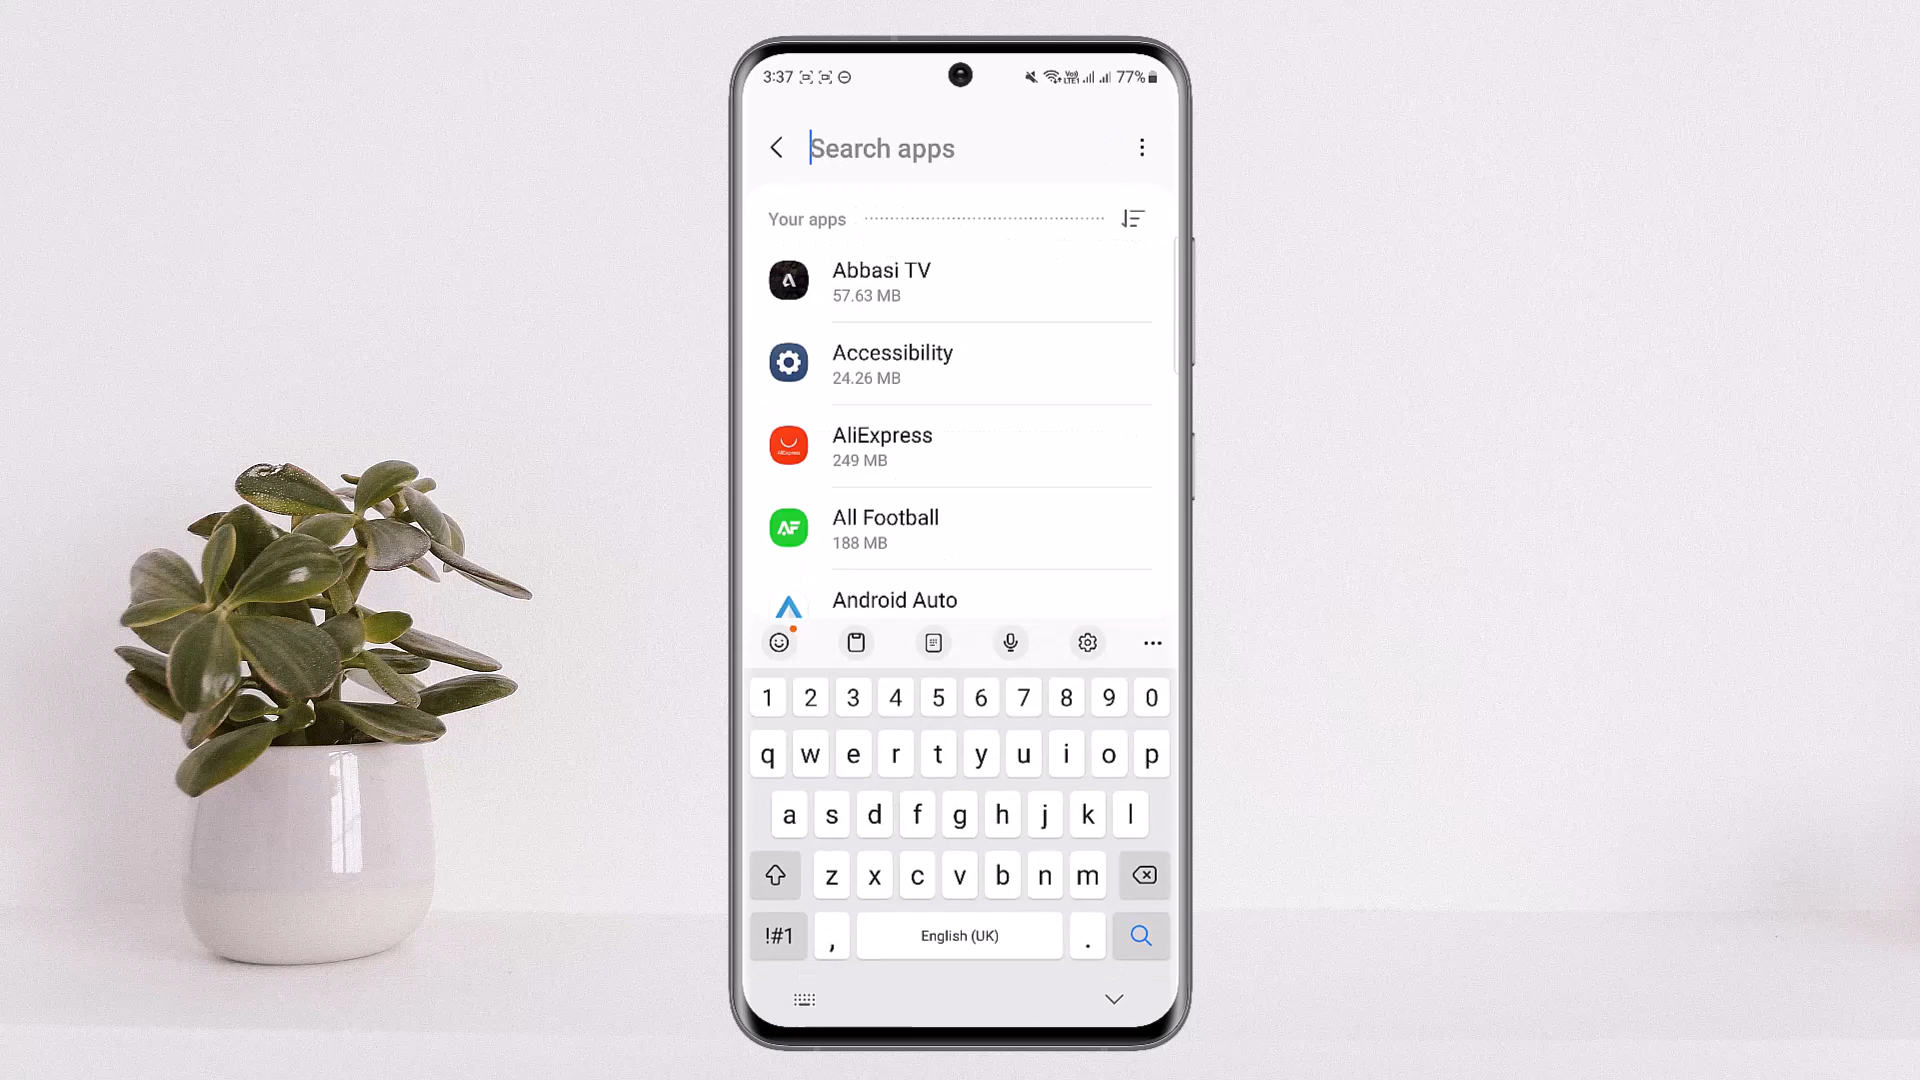 3:37 77%
Search apps
Your apps
Abbasi TV
57.63 MB
Accessibility
24.26 MB
AliExpress
249 MB
AF
All Football
188 MB
Android Auto
1 2 3 4 5 6 7 8 9 0
q w e r t y u i o p
a s d f g h j k l
z x c v b n m
!#1 , English (UK) .